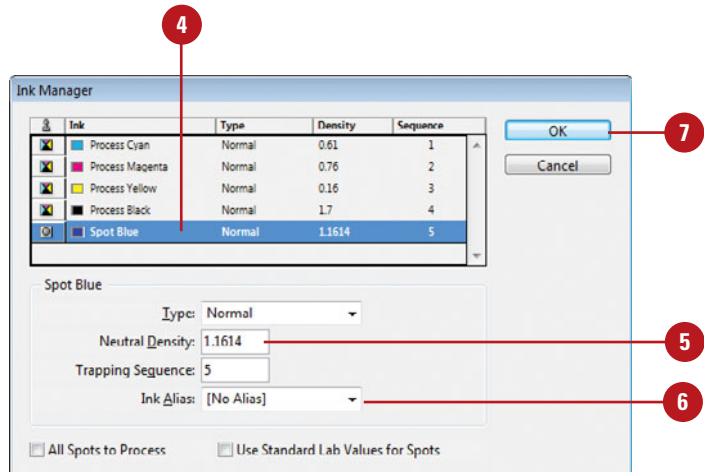 4
Ink Manager
Ink Type Density Sequence
Process Cyan Normal 0.61 1
Process Magenta Normal 0.76 2
Process Yellow Normal 0.16 3
Process Black Normal 1.7 4
Spot Blue Normal 1.1614 5
OK
7
Cancel
Spot Blue
Type: Normal
Neutral Density: 1.1614
5
Trapping Sequence: 5
Ink Alias: [No Alias]
6
All Spots to Process Use Standard Lab Values for Spots